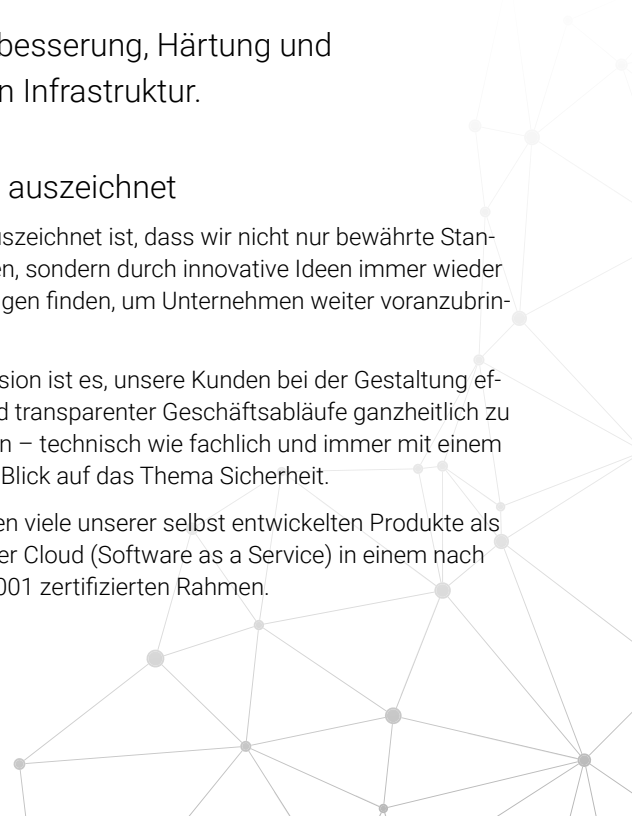 besserung, Härtung und
n Infrastruktur.
auszeichnet
uszeichnet ist, dass wir nicht nur bewährte Stan-
en, sondern durch innovative Ideen immer wieder
gen finden, um Unternehmen weiter voranzubrin-
sion ist es, unsere Kunden bei der Gestaltung ef-
d transparenter Geschäftsabläufe ganzheitlich zu
n – technisch wie fachlich und immer mit einem
Blick auf das Thema Sicherheit.
en viele unserer selbst entwickelten Produkte als
er Cloud (Software as a Service) in einem nach
001 zertifizierten Rahmen.